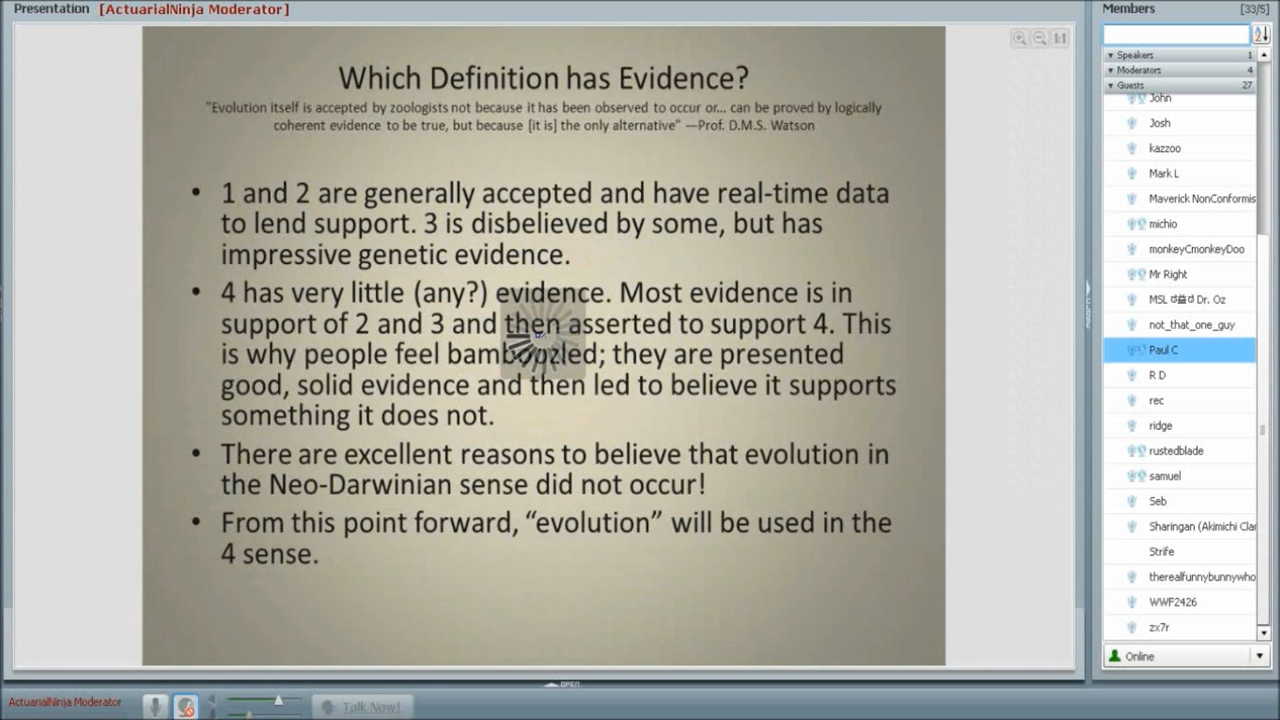 Presentation [ActuarialNinja Moderator]
Which Definition has Evidence?
"Evolution itself is accepted by zoologists not because it has been observed to occur or... can be proved by logically
coherent evidence to be true, but because [it is] the only alternative" —Prof. D.M.S. Watson
• 1 and 2 are generally accepted and have real-time data
to lend support. 3 is disbelieved by some, but has
impressive genetic evidence.
• 4 has very little (any?) evidence. Most evidence is in
support of 2 and 3 and then asserted to support 4. This
is why people feel bamboozled; they are presented
good, solid evidence and then led to believe it supports
something it does not.
• There are excellent reasons to believe that evolution in
the Neo-Darwinian sense did not occur!
• From this point forward, “evolution” will be used in the
4 sense.
1:1
Members [33/5]
Speakers 1
Moderators 4
Guests 27
John
Josh
kazzoo
Mark L
Maverick NonConformis
michio
monkeyCmonkeyDoo
Mr Right
MSL Dr. Oz
not_that_one_guy
Paul C
R D
rec
ridge
rustedblade
samuel
Seb
Sharingan (Akimichi Cla
Strife
therealfunnybunnywho
WWF2426
zx7r
Online
OPEN
ActuarialNinja Moderator
Talk Now!